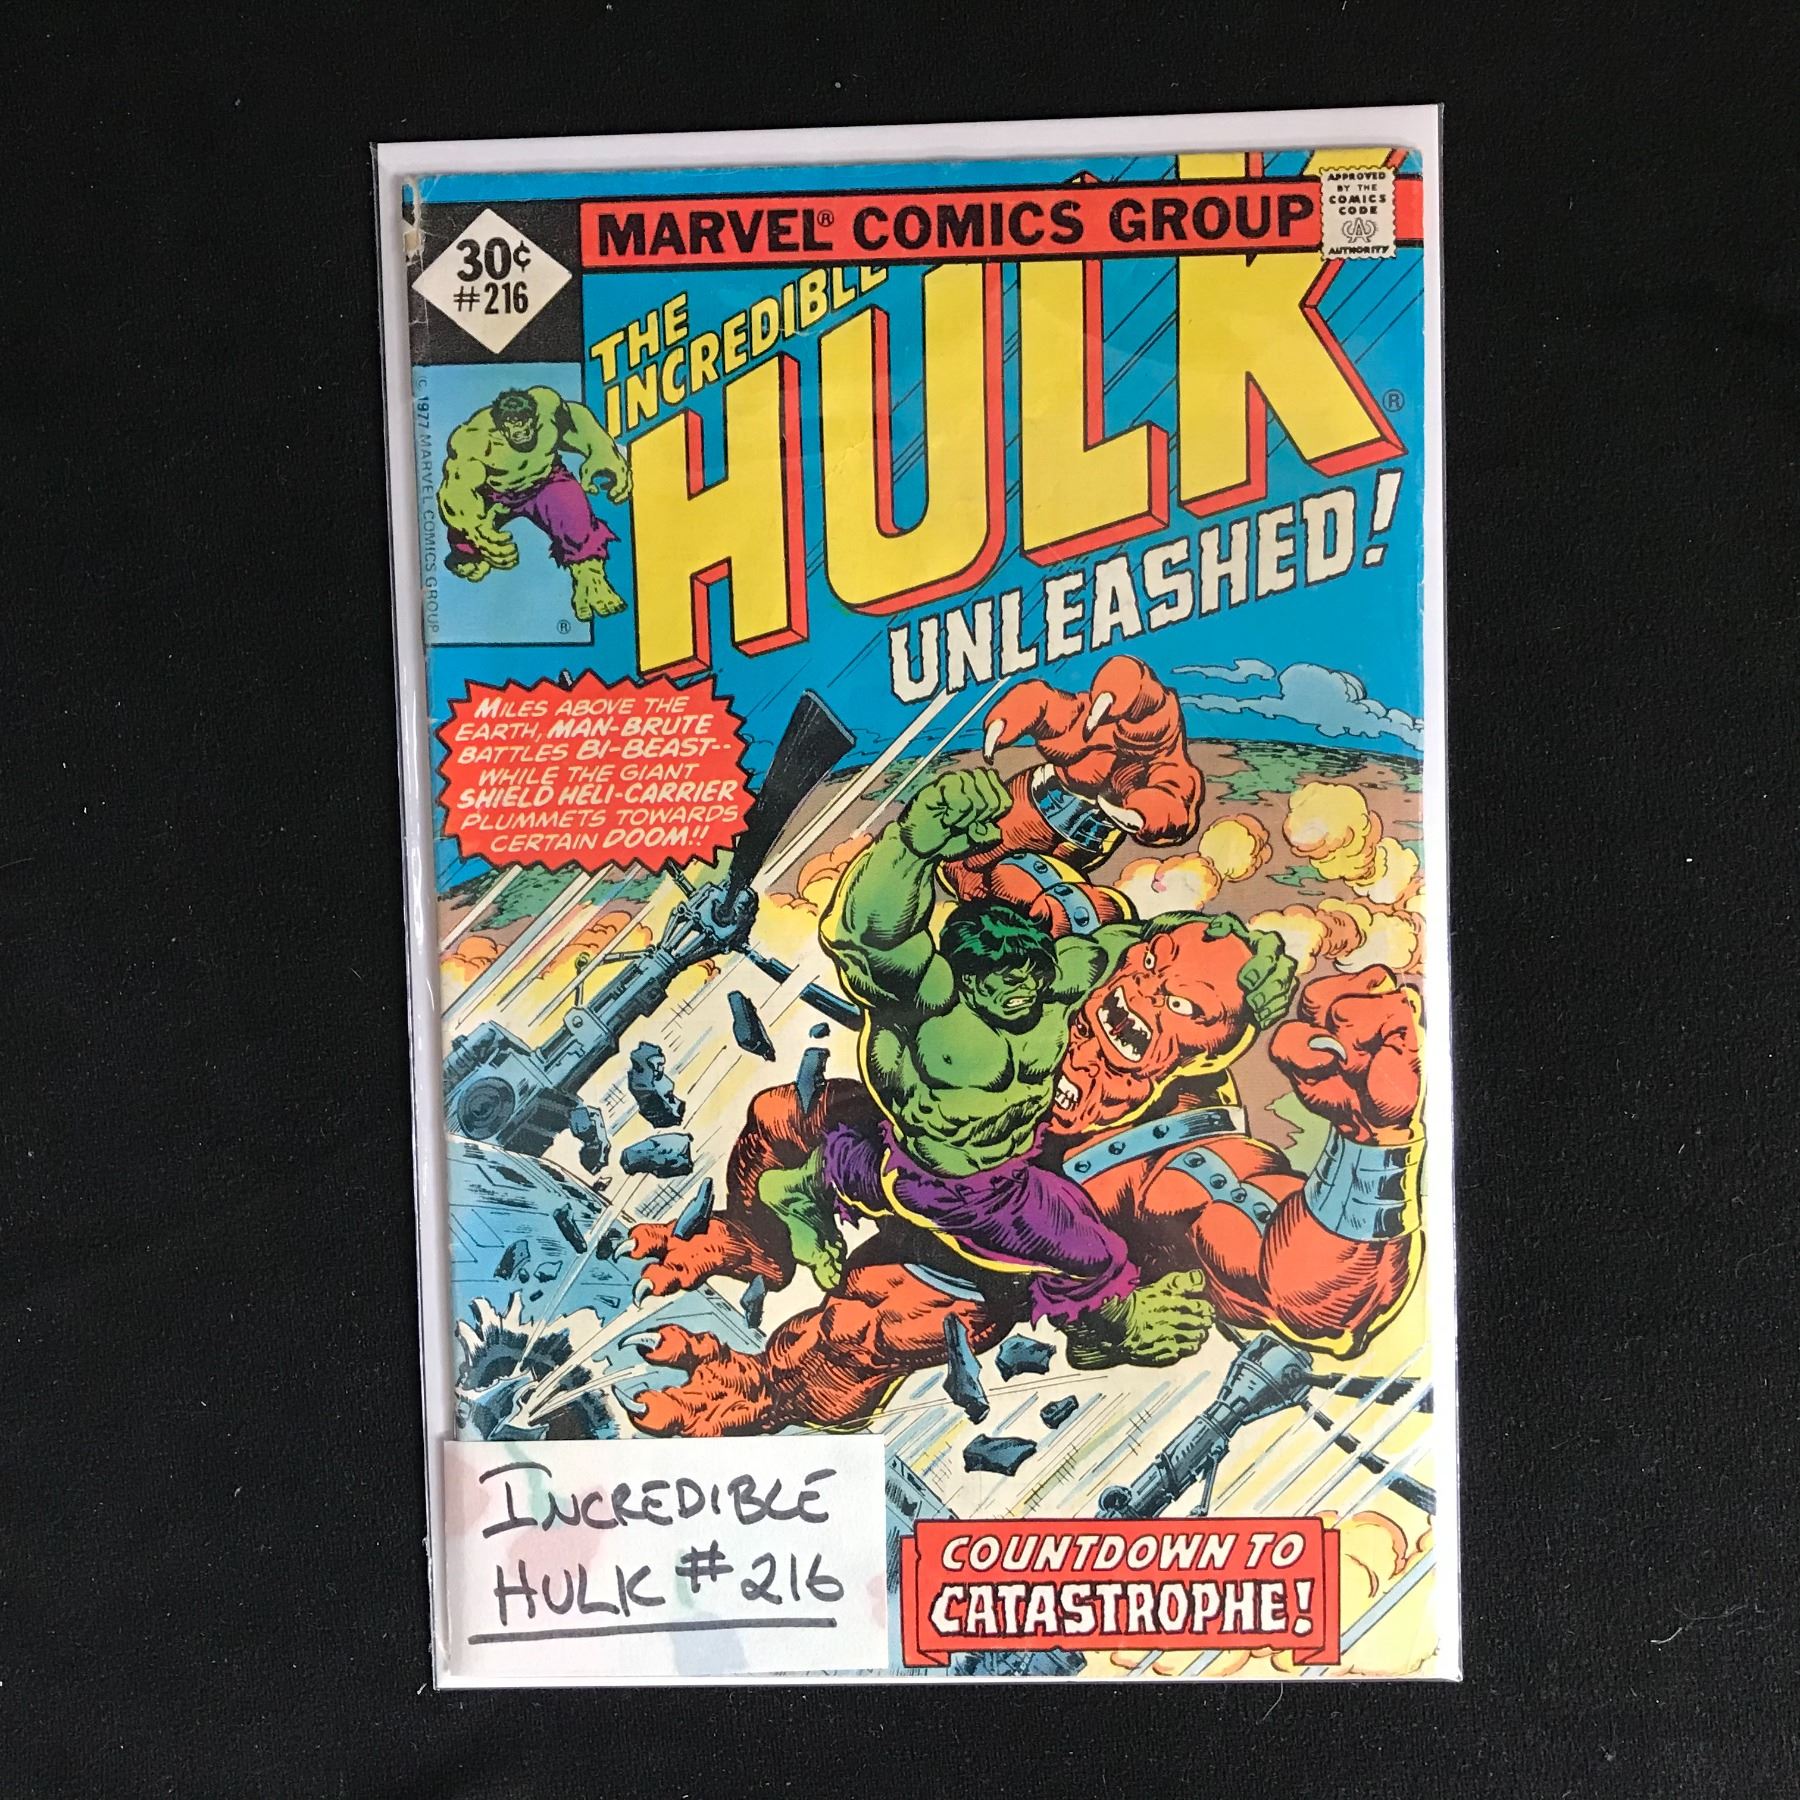 MARVEL® COMICS GROUP
APPROVED
BY THE
COMICS
CODE
AUTHORITY
30¢
#216
THE
INCREDIBLE
HULK
®
UNLEASHED!
© 1977 MARVEL COMICS GROUP
®
MILES ABOVE THE
EARTH, MAN-BRUTE
BATTLES BI-BEAST--
WHILE THE GIANT
SHIELD HELI-CARRIER
PLUMMETS TOWARDS
CERTAIN DOOM!!
COUNTDOWN TO
CATASTROPHE!
INCREDIBLE
HULK #216